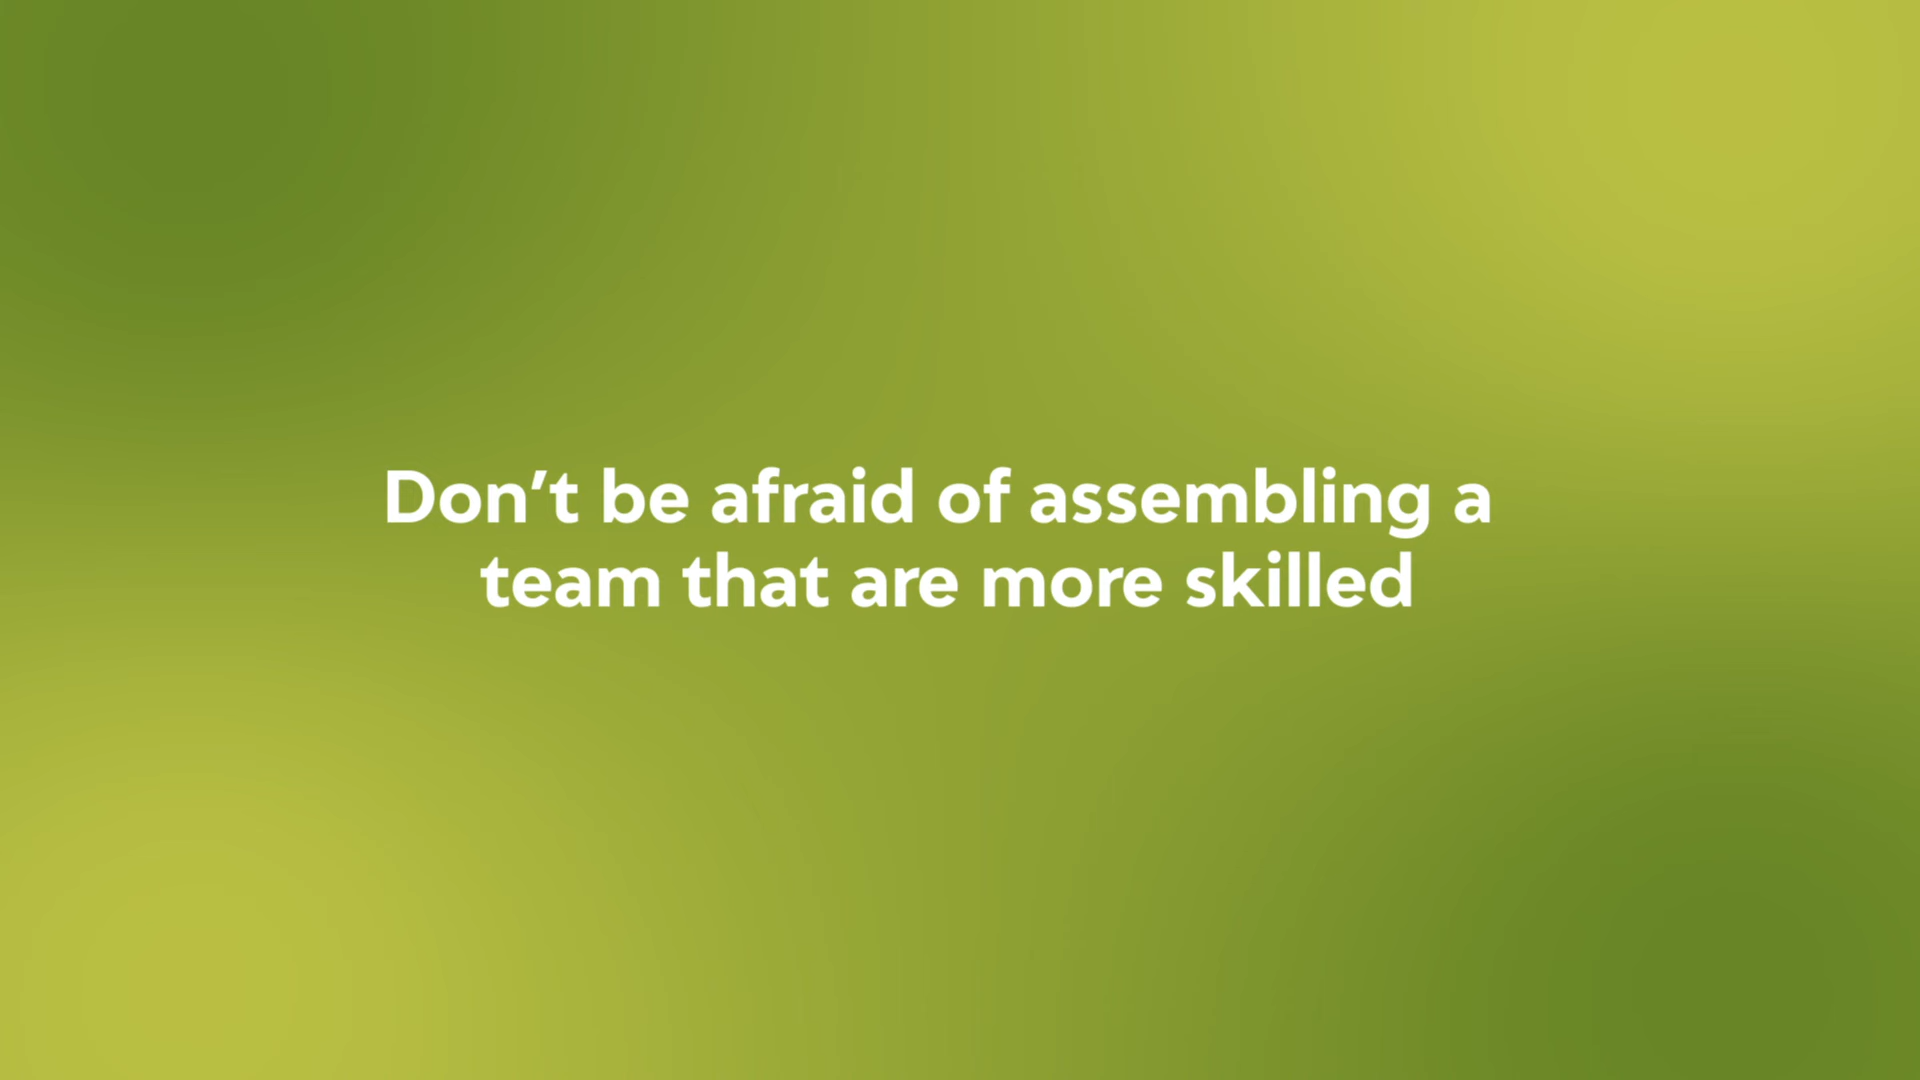 Don’t be afraid of assembling a
team that are more skilled